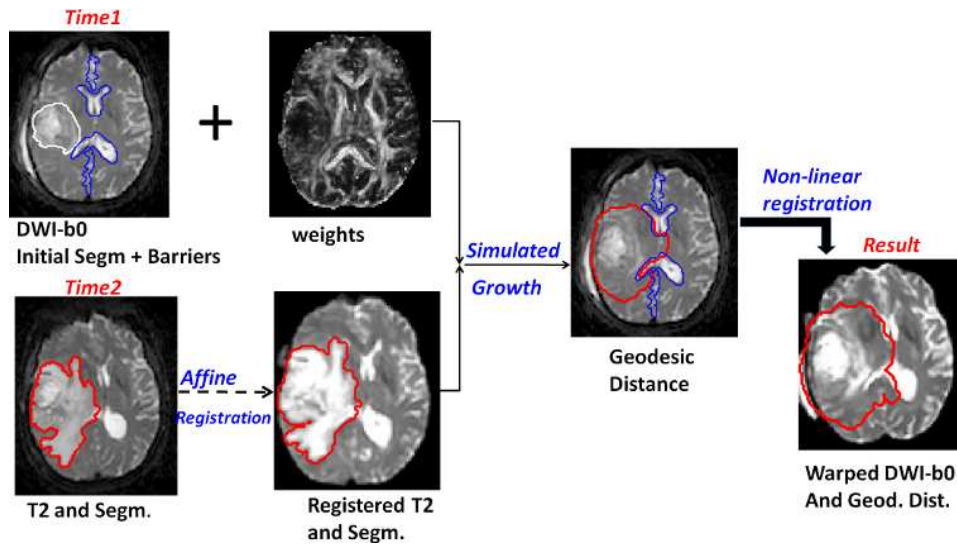 Time1
DWI-b0
Initial Segm + Barriers
+
weights
Time2
T2 and Segm.
Affine
Registration
Registered T2
and Segm.
Simulated
Growth
Geodesic
Distance
Non-linear
registration
Result
Warped DWI-b0
And Geod. Dist.